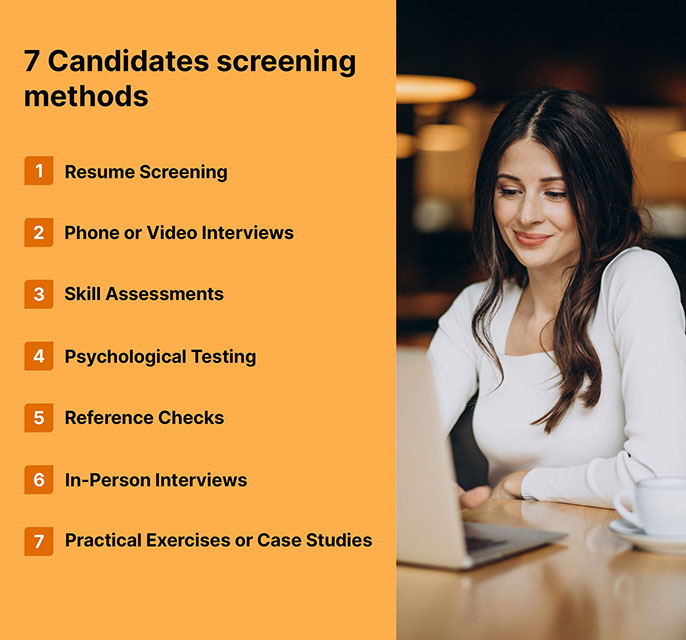 7 Candidates screening
methods
1 Resume Screening
2 Phone or Video Interviews
3 Skill Assessments
4 Psychological Testing
5 Reference Checks
6 In-Person Interviews
7 Practical Exercises or Case Studies